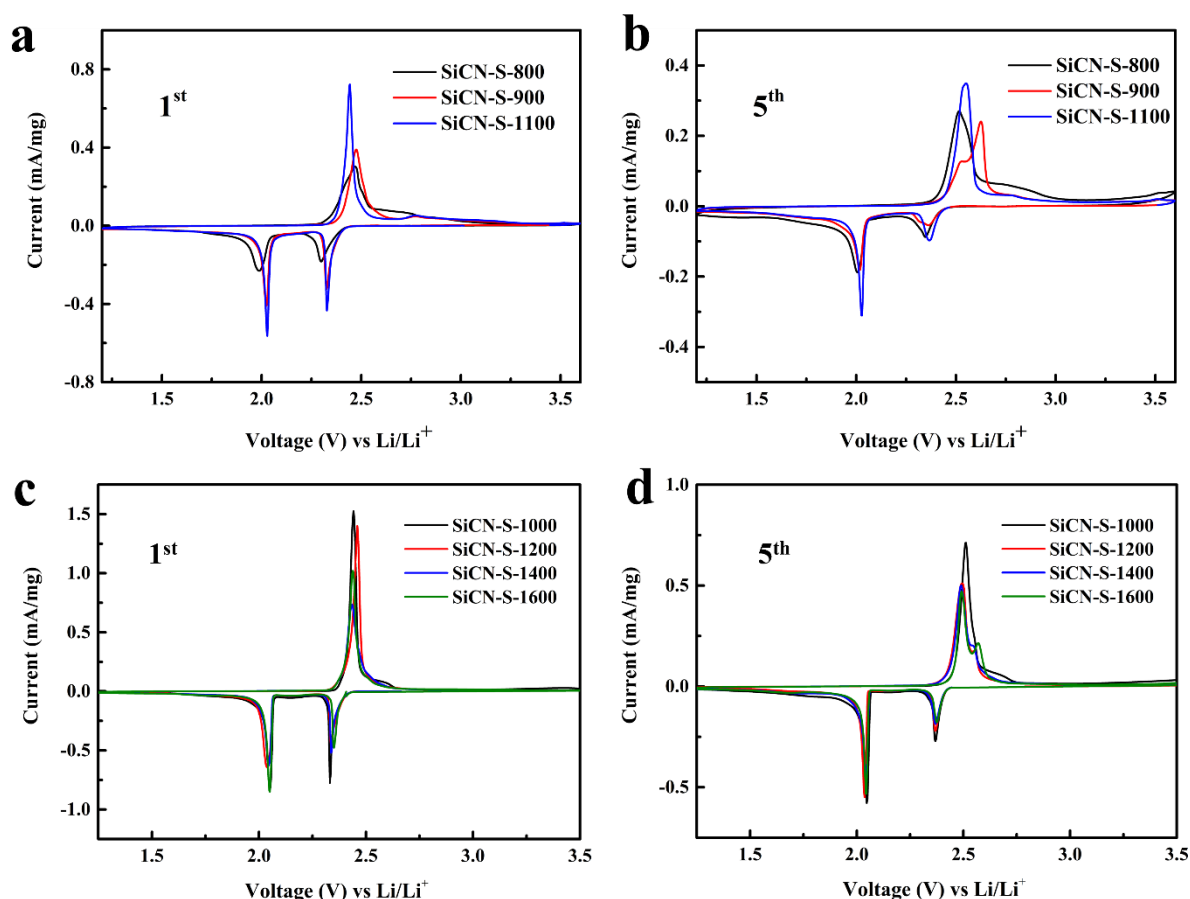 a
1st
SiCN-S-800
SiCN-S-900
SiCN-S-1100
0.8
0.4
0.0
-0.4
-0.8
Current (mA/mg)
1.5 2.0 2.5 3.0 3.5
Voltage (V) vs Li/Li+
b
5th
SiCN-S-800
SiCN-S-900
SiCN-S-1100
0.4
0.2
0.0
-0.2
-0.4
Current (mA/mg)
1.5 2.0 2.5 3.0 3.5
Voltage (V) vs Li/Li+
c
1st
SiCN-S-1000
SiCN-S-1200
SiCN-S-1400
SiCN-S-1600
1.5
1.0
0.5
0.0
-0.5
-1.0
Current (mA/mg)
1.5 2.0 2.5 3.0 3.5
Voltage (V) vs Li/Li+
d
5th
SiCN-S-1000
SiCN-S-1200
SiCN-S-1400
SiCN-S-1600
1.0
0.5
0.0
-0.5
Current (mA/mg)
1.5 2.0 2.5 3.0 3.5
Voltage (V) vs Li/Li+